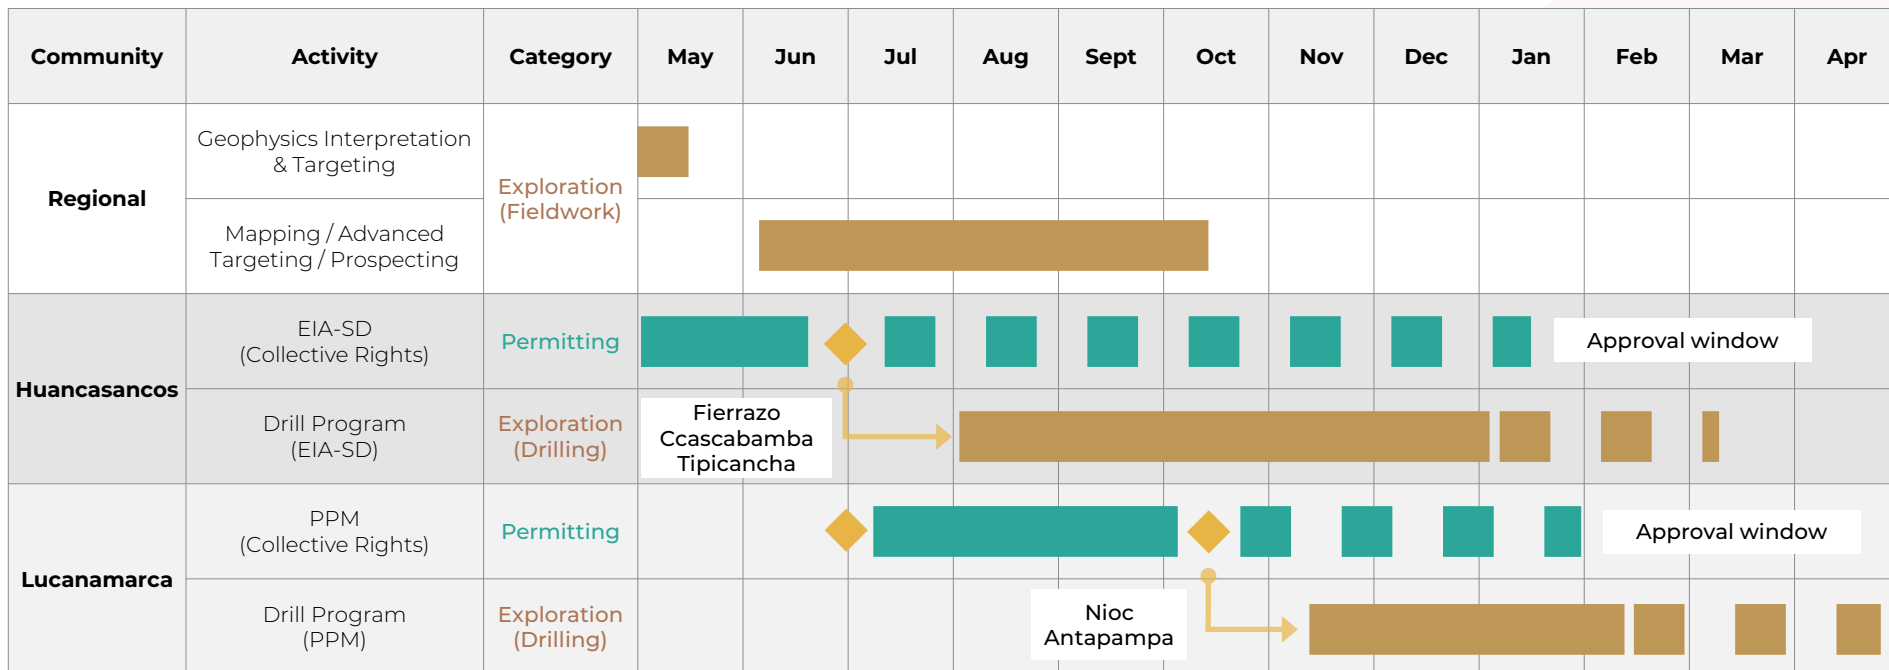 Community Activity Category May Jun Jul Aug Sept Oct Nov Dec Jan Feb Mar Apr
Regional
Geophysics Interpretation
& Targeting
Exploration
(Fieldwork)
Mapping / Advanced
Targeting / Prospecting
Huancasancos
EIA-SD
(Collective Rights)
Permitting
Approval window
Drill Program
(EIA-SD)
Exploration
(Drilling)
Fierrazo
Ccascabamba
Tipicancha
Lucanamarca
PPM
(Collective Rights)
Permitting
Approval window
Drill Program
(PPM)
Exploration
(Drilling)
Nioc
Antapampa